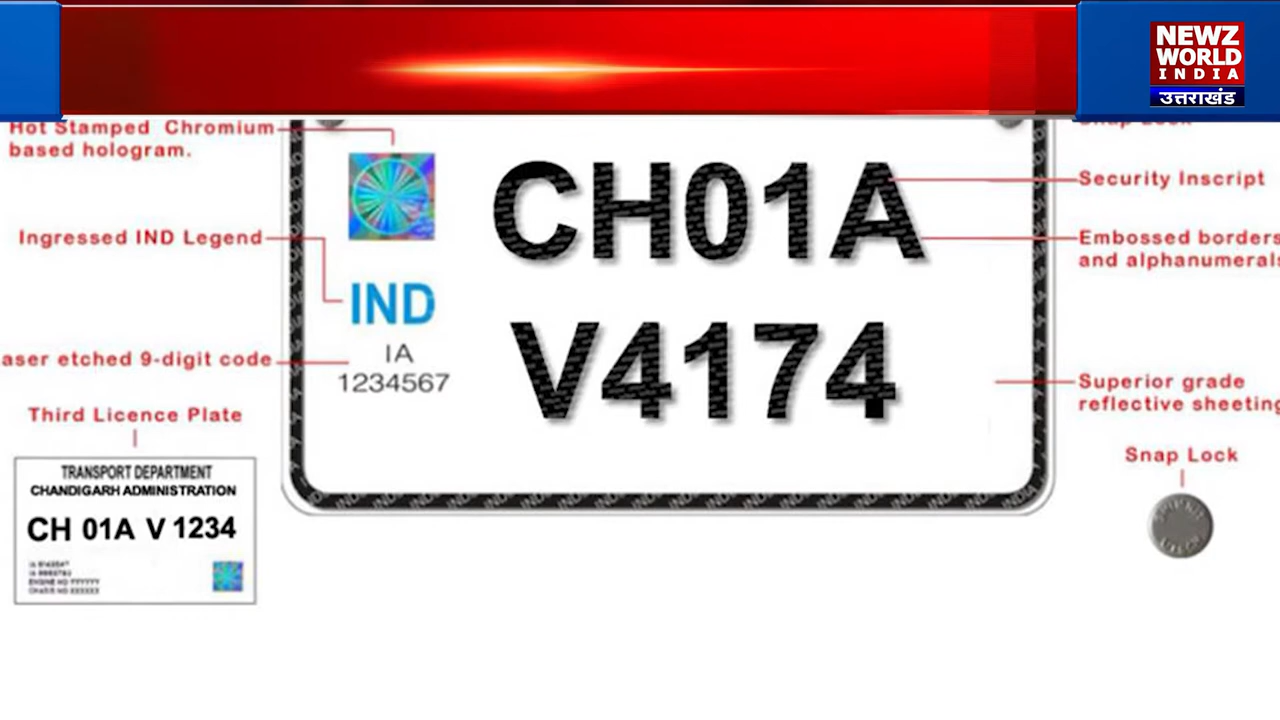 NEWZ
WORLD
INDIA
उत्तराखंड
Hot Stamped Chromium
based hologram.
Ingressed IND Legend
aser etched 9-digit code
Third Licence Plate
TRANSPORT DEPARTMENT
CHANDIGARH ADMINISTRATION
CH 01A V 1234
CH01A
V4174
IND
IA
1234567
Snap Lock
Security Inscript
Embossed borders
and alphanumerals
Superior grade
reflective sheeting
Snap Lock